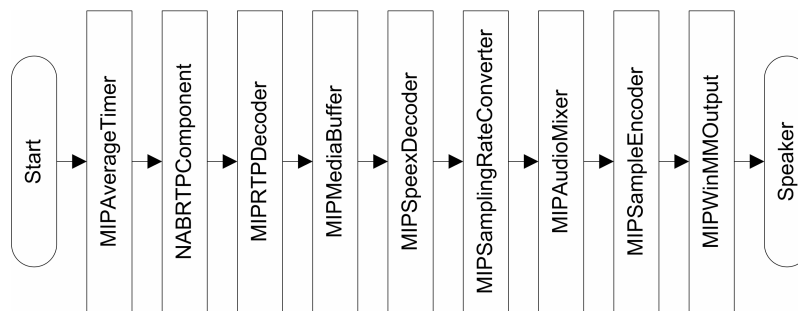 Start
MIPAverageTimer
NABRTPComponent
MIPRTPDecoder
MIPMediaBuffer
MIPSpeexDecoder
MIPSamplingRateConverter
MIPAudioMixer
MIPSampleEncoder
MIPWinMMOutput
Speaker